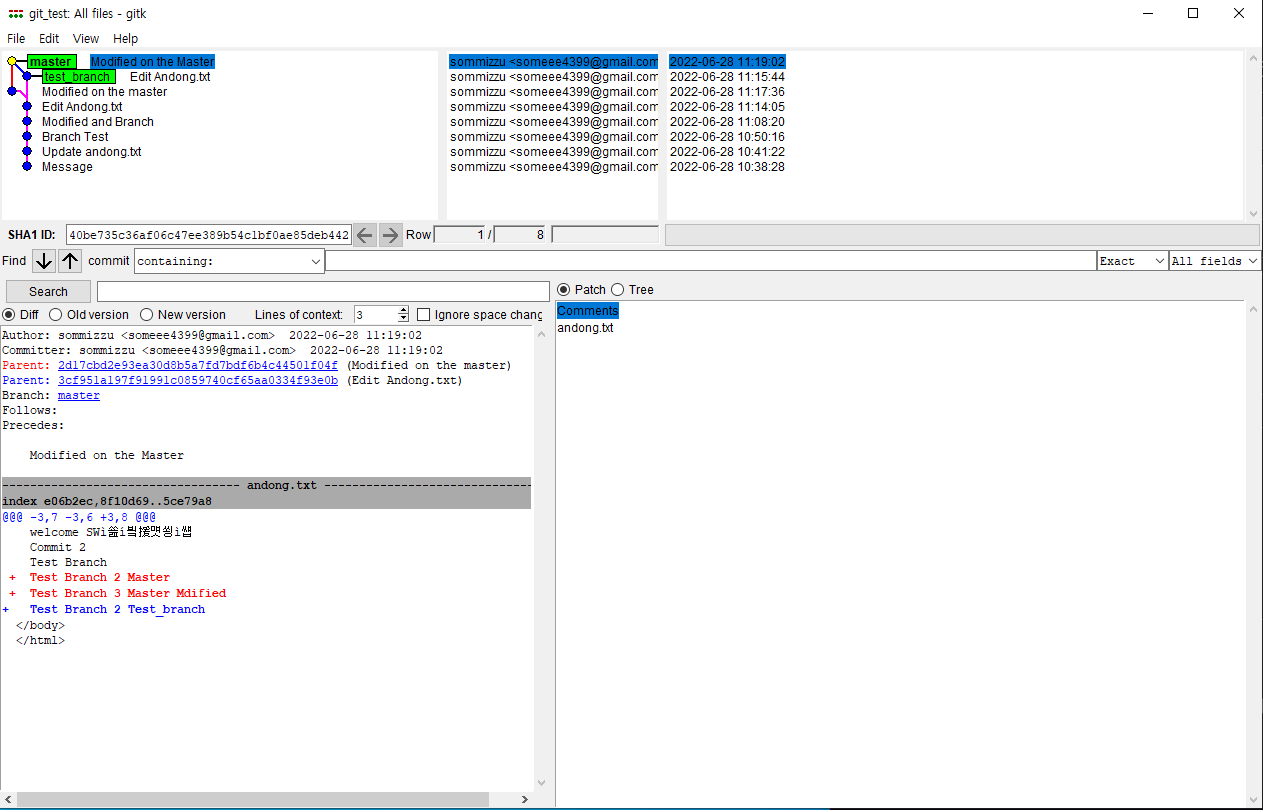 git_test: All files - gitk
File Edit View Help
master Modified on the Master sommizzu <someee4399@gmail.com 2022-06-28 11:19:02
test_branch Edit Andong.txt sommizzu <someee4399@gmail.com 2022-06-28 11:15:44
Modified on the master sommizzu <someee4399@gmail.com 2022-06-28 11:17:36
Edit Andong.txt sommizzu <someee4399@gmail.com 2022-06-28 11:14:05
Modified and Branch sommizzu <someee4399@gmail.com 2022-06-28 11:08:20
Branch Test sommizzu <someee4399@gmail.com 2022-06-28 10:50:16
Update andong.txt sommizzu <someee4399@gmail.com 2022-06-28 10:41:22
Message sommizzu <someee4399@gmail.com 2022-06-28 10:38:28
SHA1 ID: 40be735c36af06c47ee389b54c1bf0ae85deb442 Row 1 / 8
Find commit containing: Exact All fields
Search
Patch Tree
Diff Old version New version Lines of context: 3 Ignore space chang
Comments
andong.txt
Author: sommizzu <someee4399@gmail.com> 2022-06-28 11:19:02
Committer: sommizzu <someee4399@gmail.com> 2022-06-28 11:19:02
Parent: 2d17cbd2e93ea30d8b5a7fd7bdf6b4c44501f04f (Modified on the master)
Parent: 3cf951a197f91991c0859740cf65aa0334f93e0b (Edit Andong.txt)
Branch: master
Follows:
Precedes:
Modified on the Master
---------------------------------- andong.txt ------------------------------
index e06b2ec,8f10d69..5ce79a8
@@@ -3,7 -3,6 +3,8 @@@
welcome
Commit 2
Test Branch
+ Test Branch 2 Master
+ Test Branch 3 Master Mdified
+ Test Branch 2 Test_branch
</body>
</html>